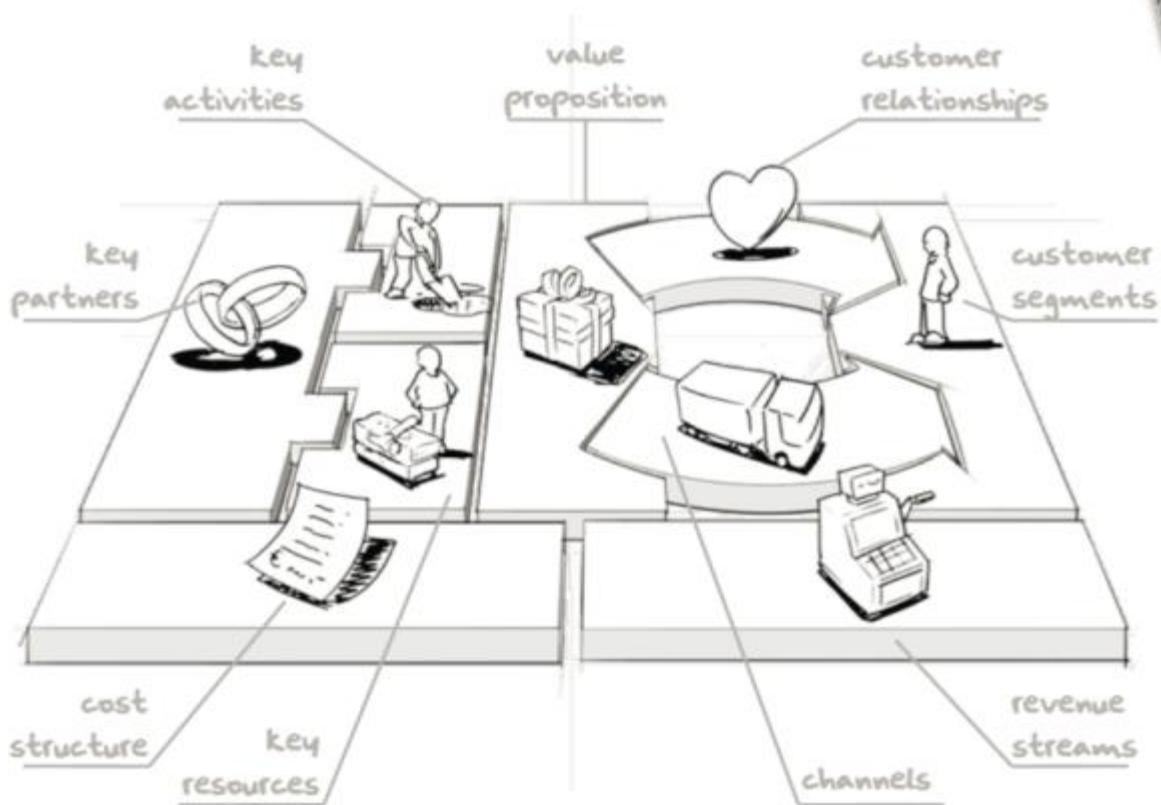 key
activities
value
proposition
customer
relationships
key
partners
customer
segments
cost
structure
key
resources
channels
revenue
streams